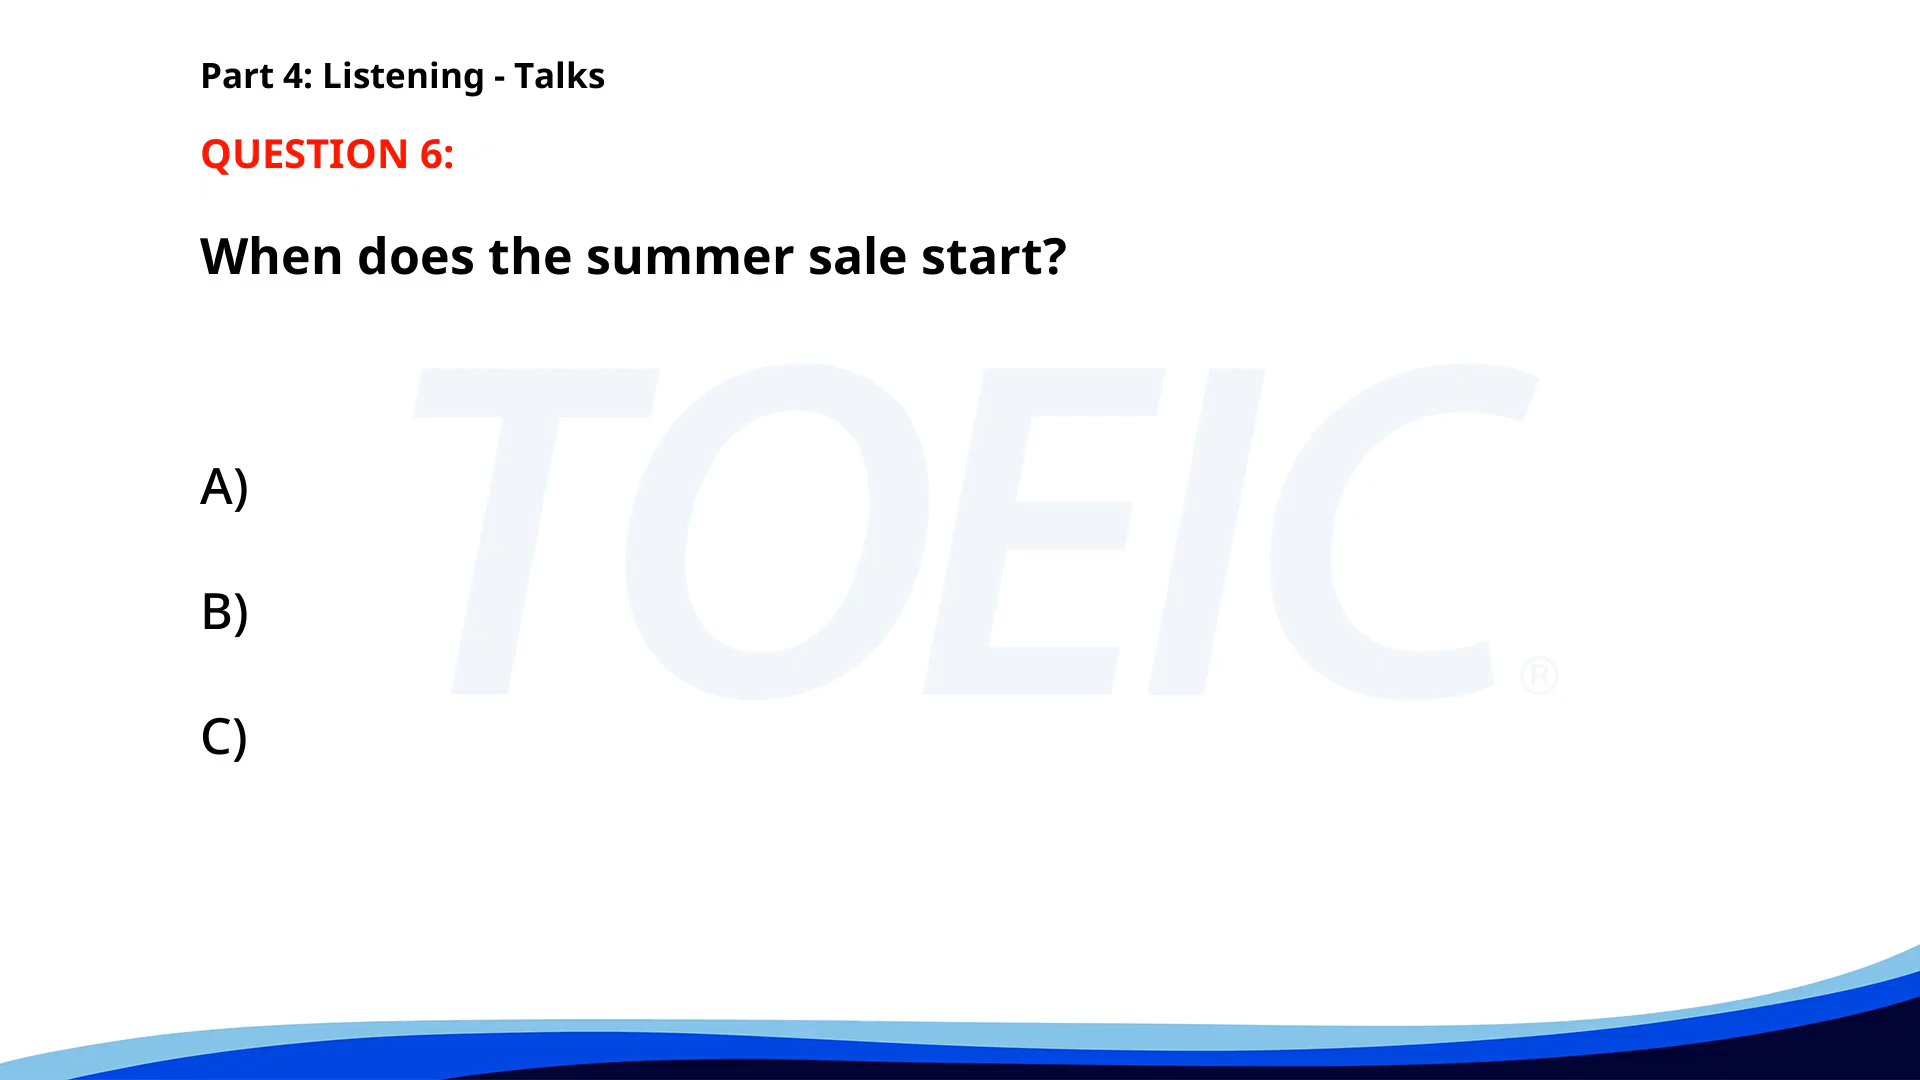 Part 4: Listening - Talks
QUESTION 6:
When does the summer sale start?
TOEIC®
A)
B)
C)